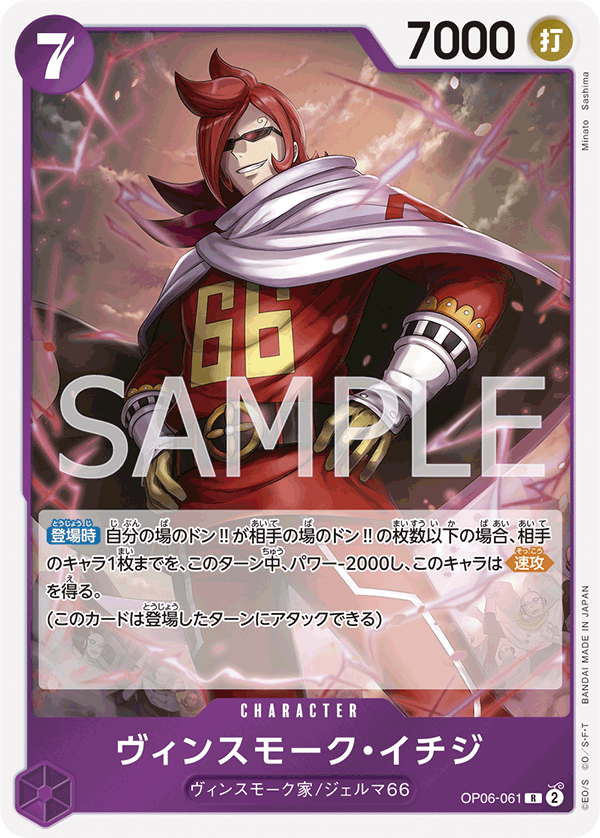 7
7000
打
Minato Sashima
66
SAMPLE
登場時 自分の場のドン!!が相手の場のドン!!の枚数以下の場合、相手
のキャラ1枚までを、このターン中、パワー-2000し、このキャラは 速攻
を得る。
(このカードは登場したターンにアタックできる)
CHARACTER
ヴィンスモーク・イチジ
ヴィンスモーク家/ジェルマ66
OP06-061 R 2
©E.O/S ©O/S・F・T BANDAI MADE IN JAPAN